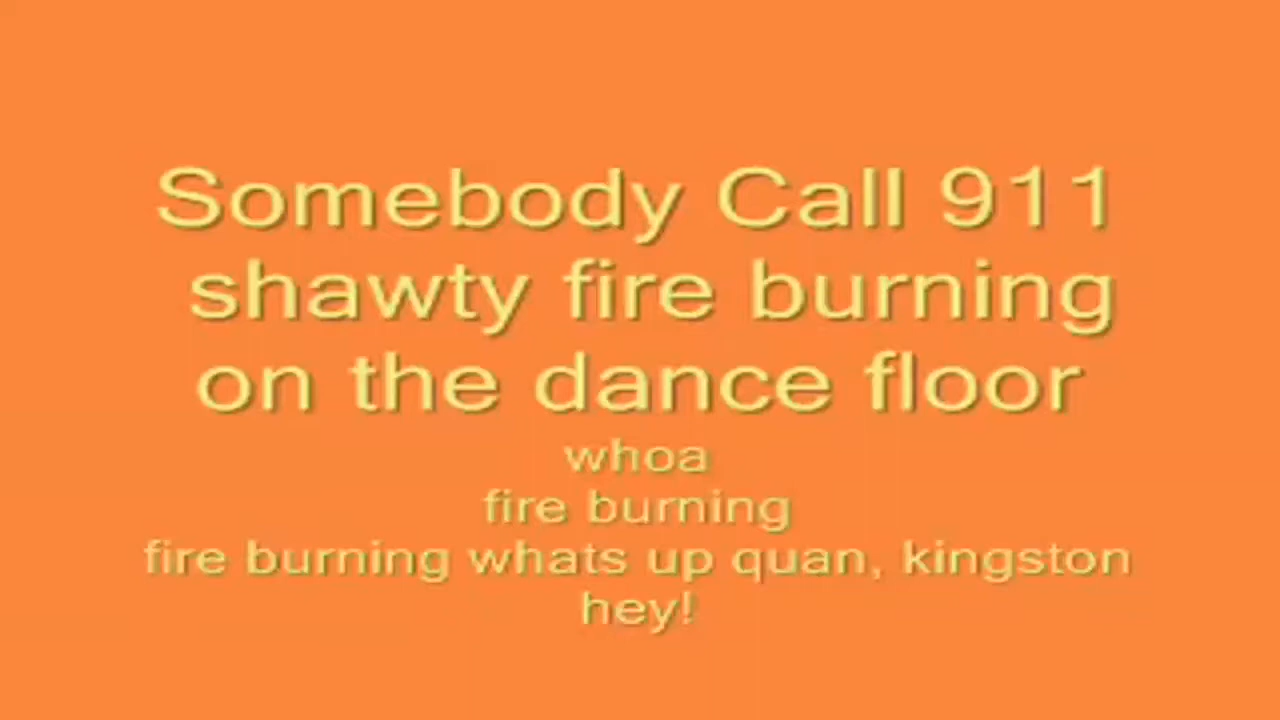 Somebody Call 911
shawty fire burning
on the dance floor
whoa
fire burning
fire burning whats up quan, kingston
hey!